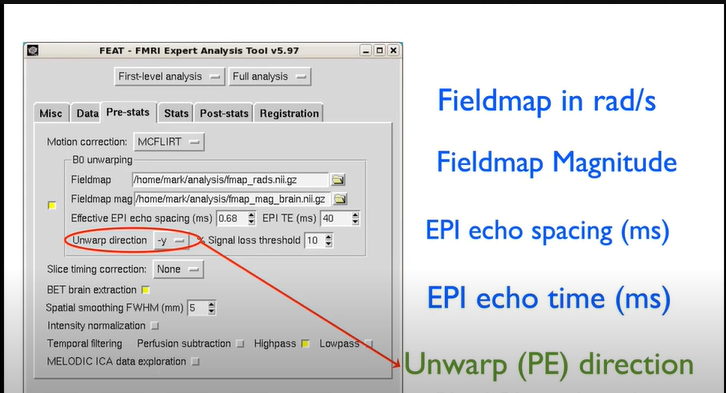 FEAT - FMRI Expert Analysis Tool v5.97
First-level analysis Full analysis
Misc Data Pre-stats Stats Post-stats Registration
Motion correction: MCFLIRT
B0 unwarping
Fieldmap /home/mark/analysis/fmap_rads.nii.gz
Fieldmap mag /home/mark/analysis/fmap_mag_brain.nii.gz
Effective EPI echo spacing (ms) 0.68 EPI TE (ms) 40
Unwarp direction -y % Signal loss threshold 10
Slice timing correction: None
BET brain extraction
Spatial smoothing FWHM (mm) 5
Intensity normalization
Temporal filtering Perfusion subtraction Highpass Lowpass
MELODIC ICA data exploration
Fieldmap in rad/s
Fieldmap Magnitude
EPI echo spacing (ms)
EPI echo time (ms)
Unwarp (PE) direction